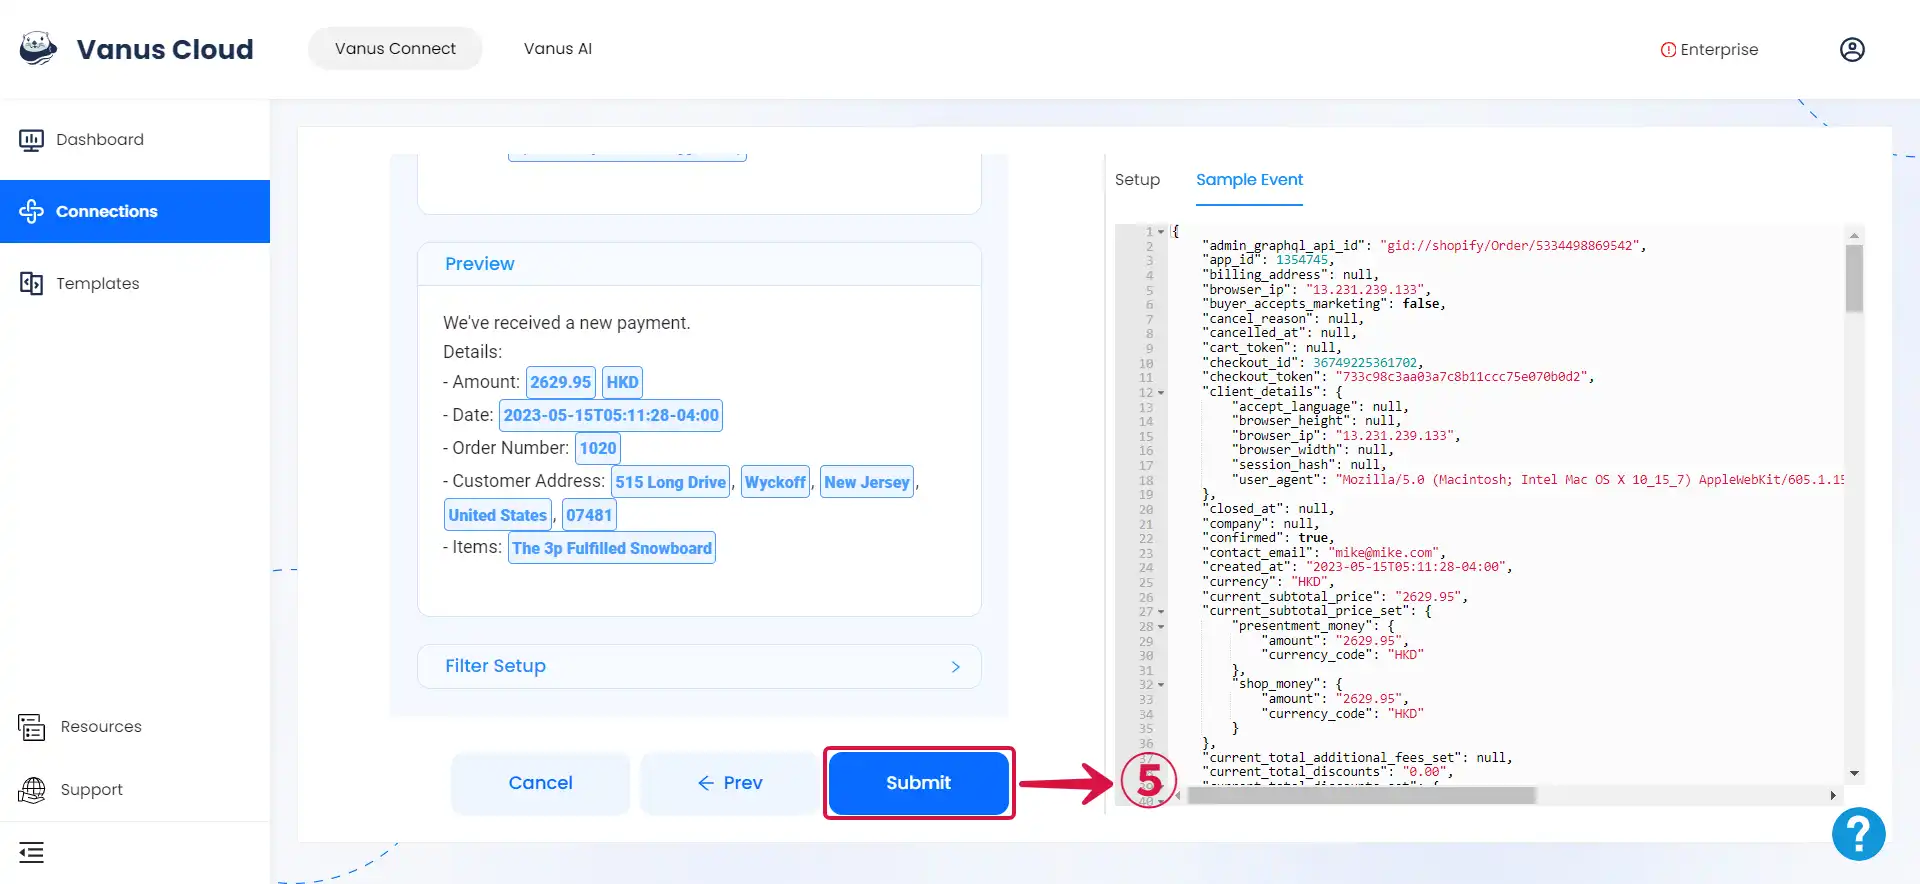 Vanus Cloud
Vanus Connect
Vanus AI
Enterprise
Dashboard
Connections
Templates
Resources
Support
Preview
We've received a new payment.
Details:
- Amount: 2629.95 HKD
- Date: 2023-05-15T05:11:28-04:00
- Order Number: 1020
- Customer Address: 515 Long Drive, Wyckoff, New Jersey,
United States, 07481
- Items: The 3p Fulfilled Snowboard
Filter Setup
Cancel
Prev
Submit
5
Setup
Sample Event
1 {
2 "admin_graphql_api_id": "gid://shopify/Order/5334498869542",
3 "app_id": 1354745,
4 "billing_address": null,
5 "browser_ip": "13.231.239.133",
6 "buyer_accepts_marketing": false,
7 "cancel_reason": null,
8 "cancelled_at": null,
9 "cart_token": null,
10 "checkout_id": 36749225361702,
11 "checkout_token": "733c98c3aa03a7c8b11ccc75e070b0d2",
12 "client_details": {
13 "accept_language": null,
14 "browser_height": null,
15 "browser_ip": "13.231.239.133",
16 "browser_width": null,
17 "session_hash": null,
18 "user_agent": "Mozilla/5.0 (Macintosh; Intel Mac OS X 10_15_7) AppleWebKit/605.1.15
19 },
20 "closed_at": null,
21 "company": null,
22 "confirmed": true,
23 "contact_email": "mike@mike.com",
24 "created_at": "2023-05-15T05:11:28-04:00",
25 "currency": "HKD",
26 "current_subtotal_price": "2629.95",
27 "current_subtotal_price_set": {
28 "presentment_money": {
29 "amount": "2629.95",
30 "currency_code": "HKD"
31 },
32 "shop_money": {
33 "amount": "2629.95",
34 "currency_code": "HKD"
35 }
36 },
37 "current_total_additional_fees_set": null,
"current_total_discounts": "0.00",
40
?